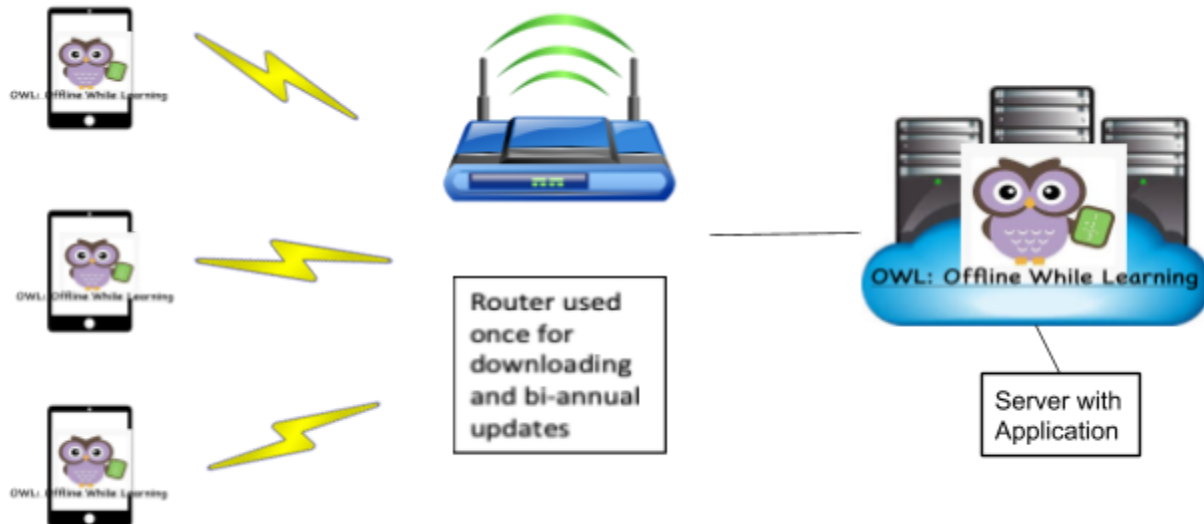 OWL: Offline While Learning
OWL: Offline While Learning
OWL: Offline While Learning
Router used
once for
downloading
and bi-annual
updates
OWL: Offline While Learning
Server with
Application